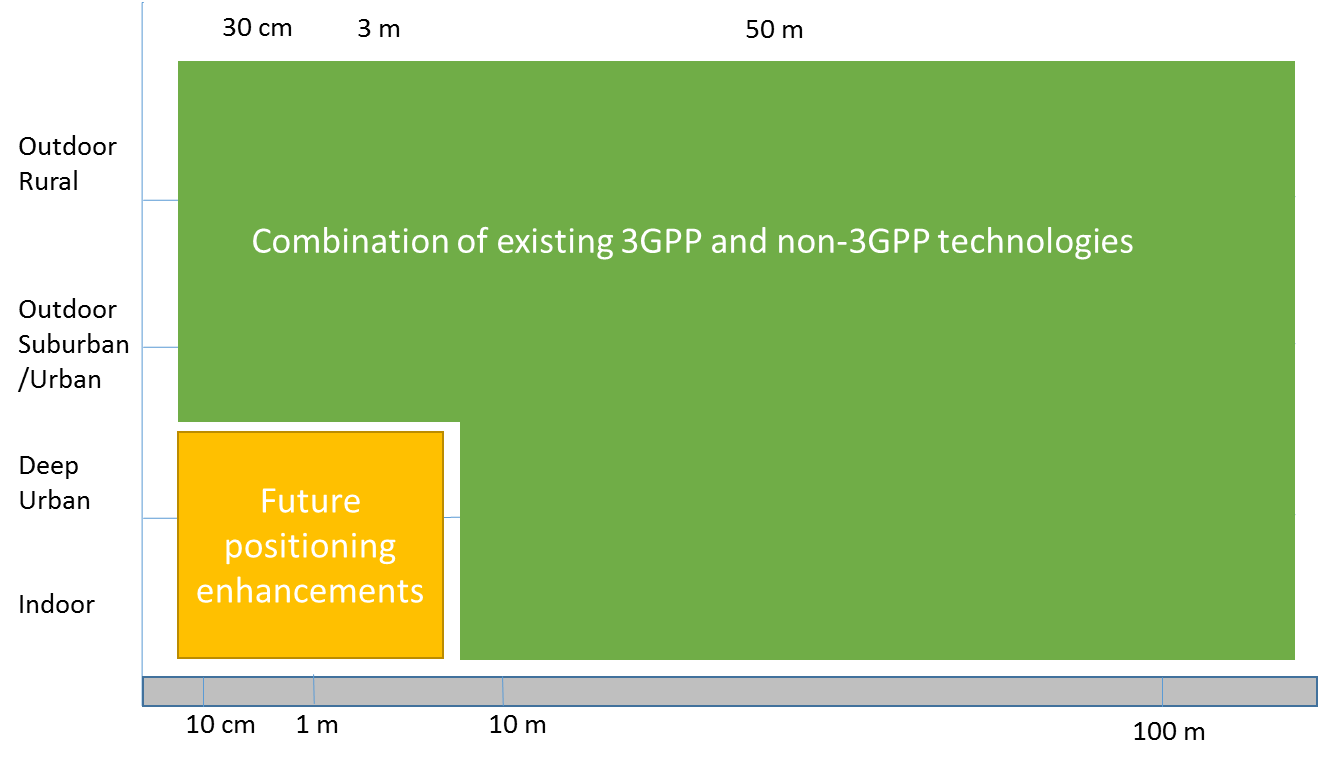 30 cm
3 m
50 m
Outdoor
Rural
Combination of existing 3GPP and non-3GPP technologies
Outdoor
Suburban
/Urban
Deep
Urban
Future
positioning
enhancements
Indoor
10 cm
1 m
10 m
100 m